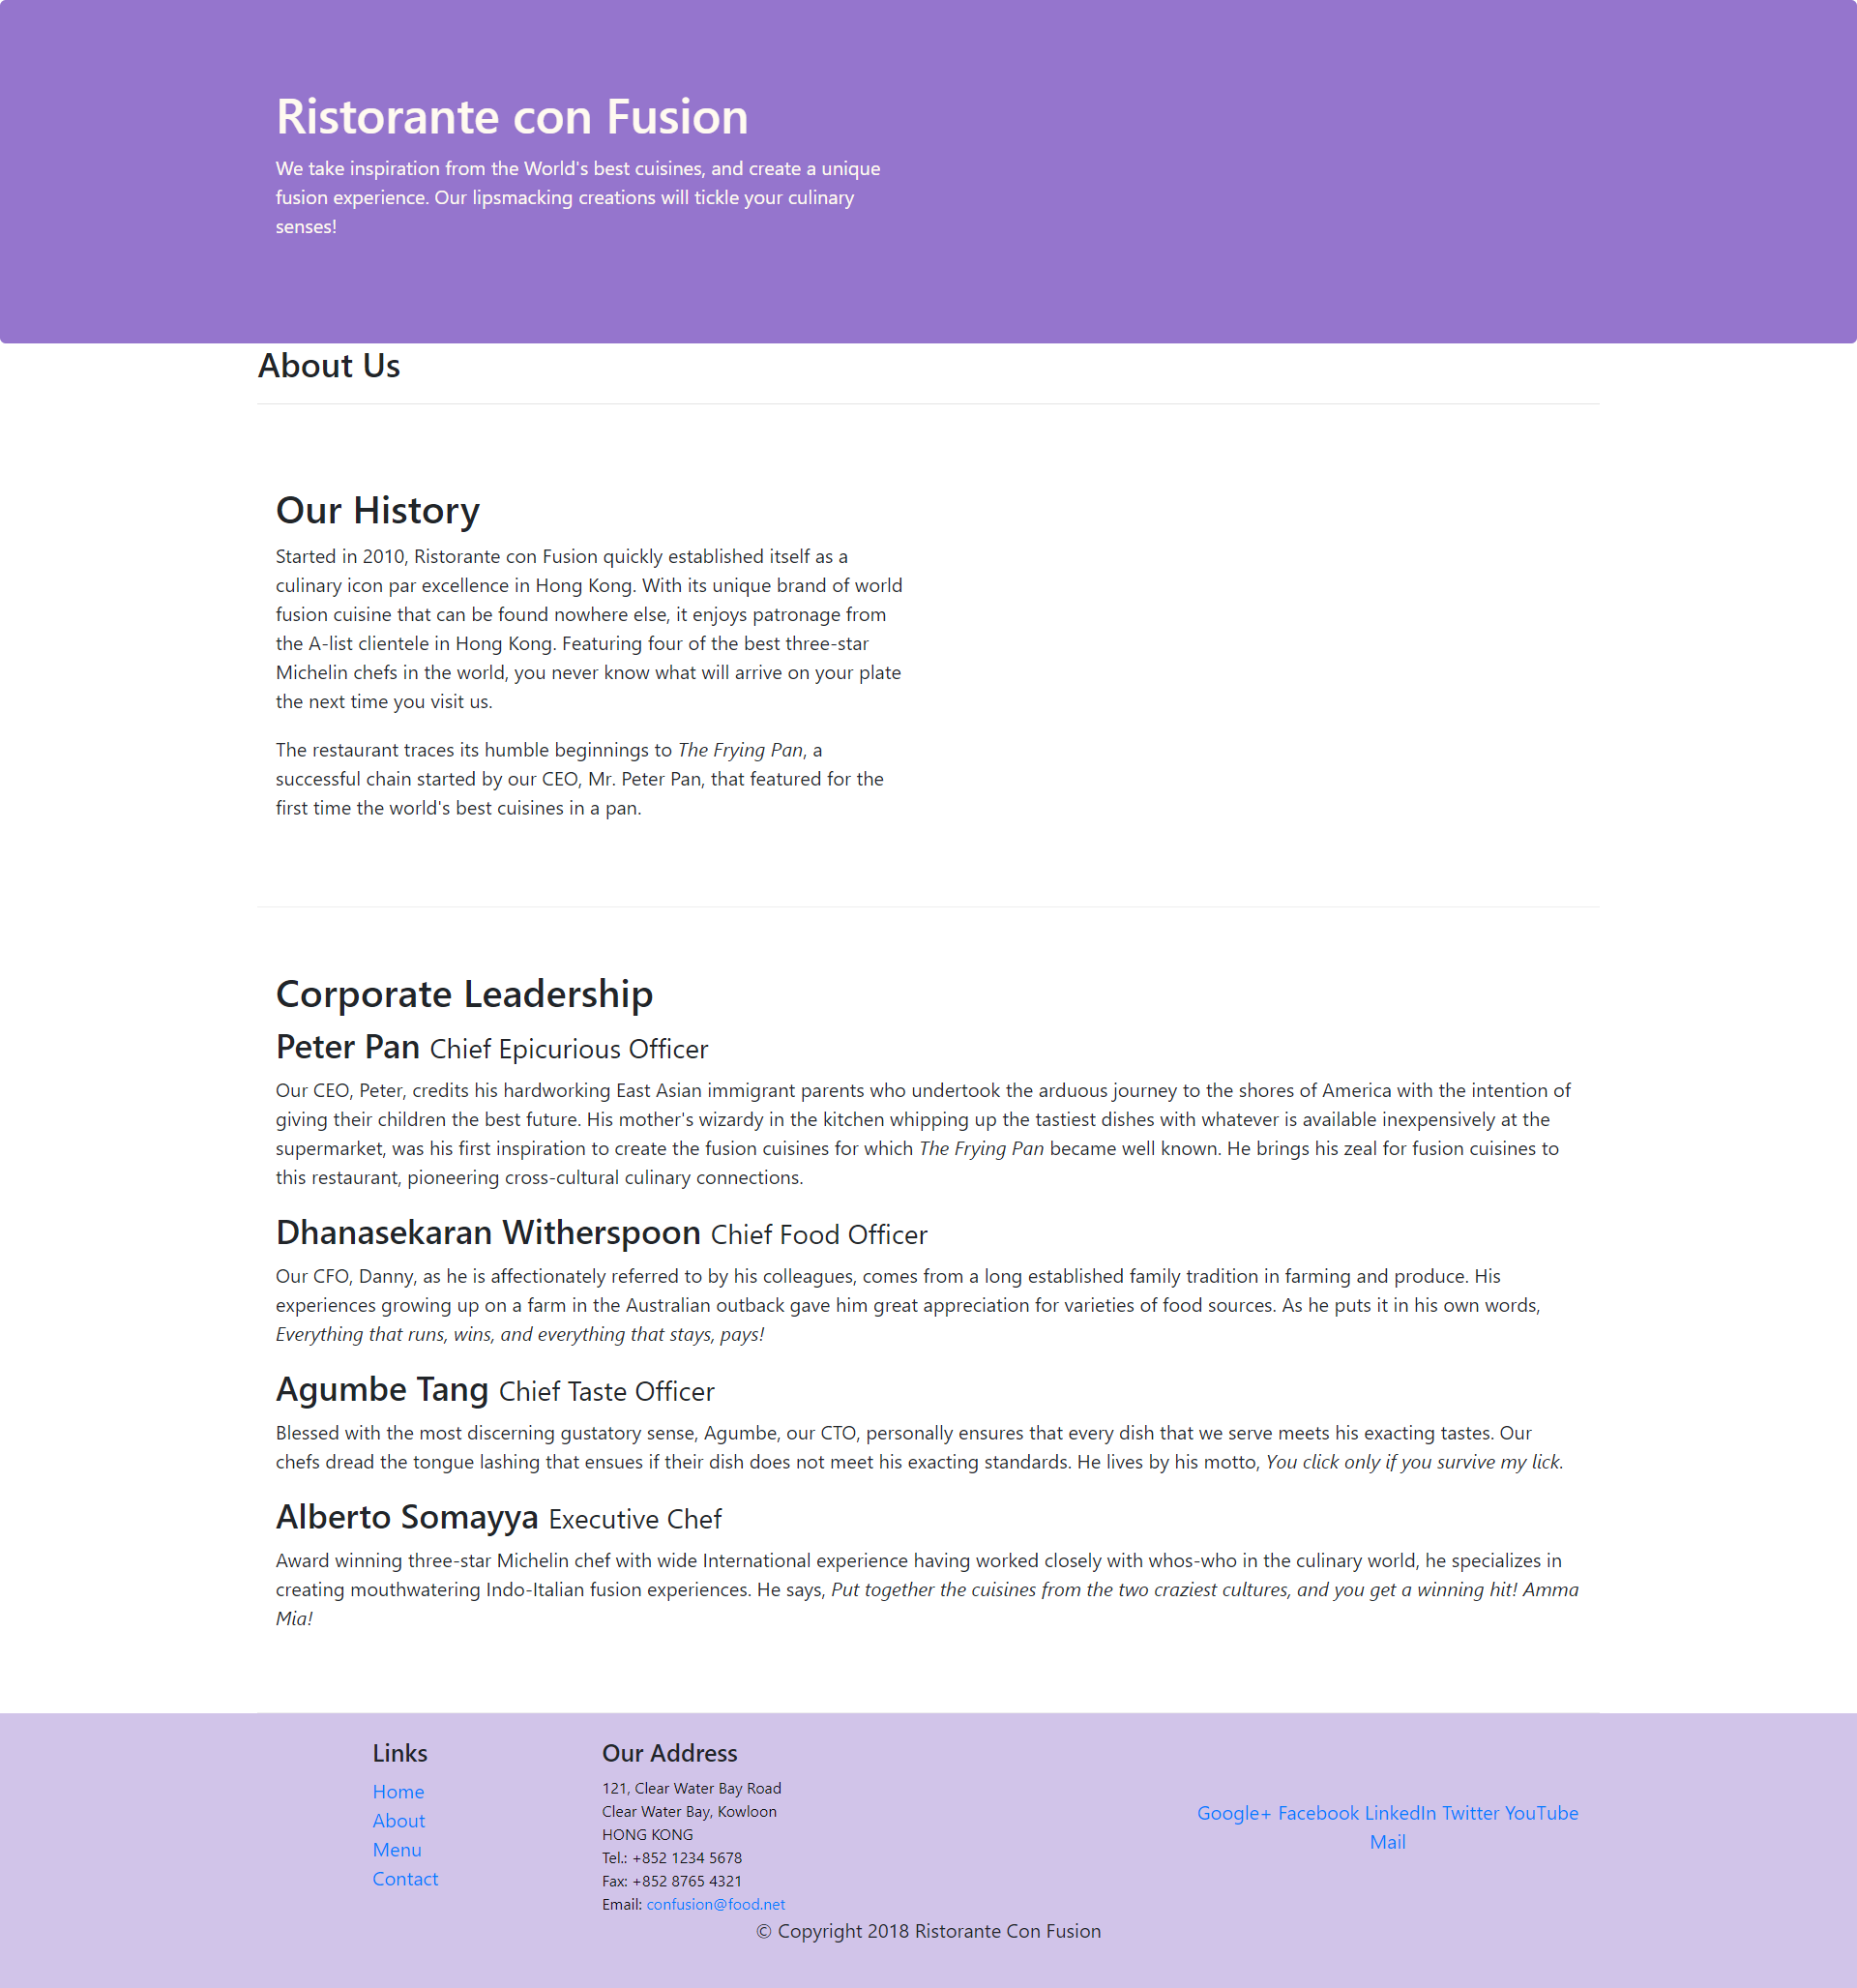 Ristorante con Fusion
We take inspiration from the World's best cuisines, and create a unique
fusion experience. Our lipsmacking creations will tickle your culinary
senses!
About Us
Our History
Started in 2010, Ristorante con Fusion quickly established itself as a
culinary icon par excellence in Hong Kong. With its unique brand of world
fusion cuisine that can be found nowhere else, it enjoys patronage from
the A-list clientele in Hong Kong. Featuring four of the best three-star
Michelin chefs in the world, you never know what will arrive on your plate
the next time you visit us.
The restaurant traces its humble beginnings to The Frying Pan, a
successful chain started by our CEO, Mr. Peter Pan, that featured for the
first time the world's best cuisines in a pan.
Corporate Leadership
Peter Pan Chief Epicurious Officer
Our CEO, Peter, credits his hardworking East Asian immigrant parents who undertook the arduous journey to the shores of America with the intention of
giving their children the best future. His mother's wizardy in the kitchen whipping up the tastiest dishes with whatever is available inexpensively at the
supermarket, was his first inspiration to create the fusion cuisines for which The Frying Pan became well known. He brings his zeal for fusion cuisines to
this restaurant, pioneering cross-cultural culinary connections.
Dhanasekaran Witherspoon Chief Food Officer
Our CFO, Danny, as he is affectionately referred to by his colleagues, comes from a long established family tradition in farming and produce. His
experiences growing up on a farm in the Australian outback gave him great appreciation for varieties of food sources. As he puts it in his own words,
Everything that runs, wins, and everything that stays, pays!
Agumbe Tang Chief Taste Officer
Blessed with the most discerning gustatory sense, Agumbe, our CTO, personally ensures that every dish that we serve meets his exacting tastes. Our
chefs dread the tongue lashing that ensues if their dish does not meet his exacting standards. He lives by his motto, You click only if you survive my lick.
Alberto Somayya Executive Chef
Award winning three-star Michelin chef with wide International experience having worked closely with whos-who in the culinary world, he specializes in
creating mouthwatering Indo-Italian fusion experiences. He says, Put together the cuisines from the two craziest cultures, and you get a winning hit! Amma
Mia!
Links
Home
About
Menu
Contact
Our Address
121, Clear Water Bay Road
Clear Water Bay, Kowloon
HONG KONG
Tel.: +852 1234 5678
Fax: +852 8765 4321
Email: confusion@food.net
Google+ Facebook LinkedIn Twitter YouTube
Mail
© Copyright 2018 Ristorante Con Fusion